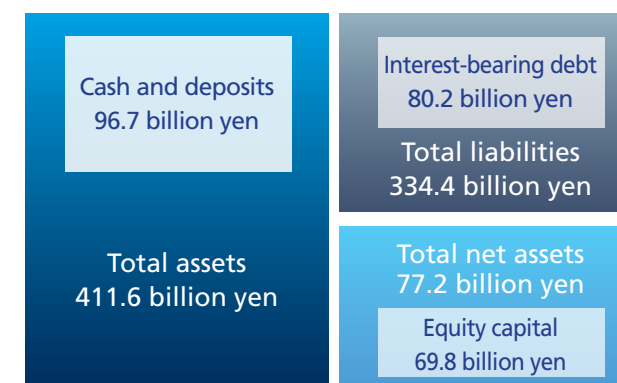 Cash and deposits
96.7 billion yen
Total assets
411.6 billion yen
Interest-bearing debt
80.2 billion yen
Total liabilities
334.4 billion yen
Total net assets
77.2 billion yen
Equity capital
69.8 billion yen